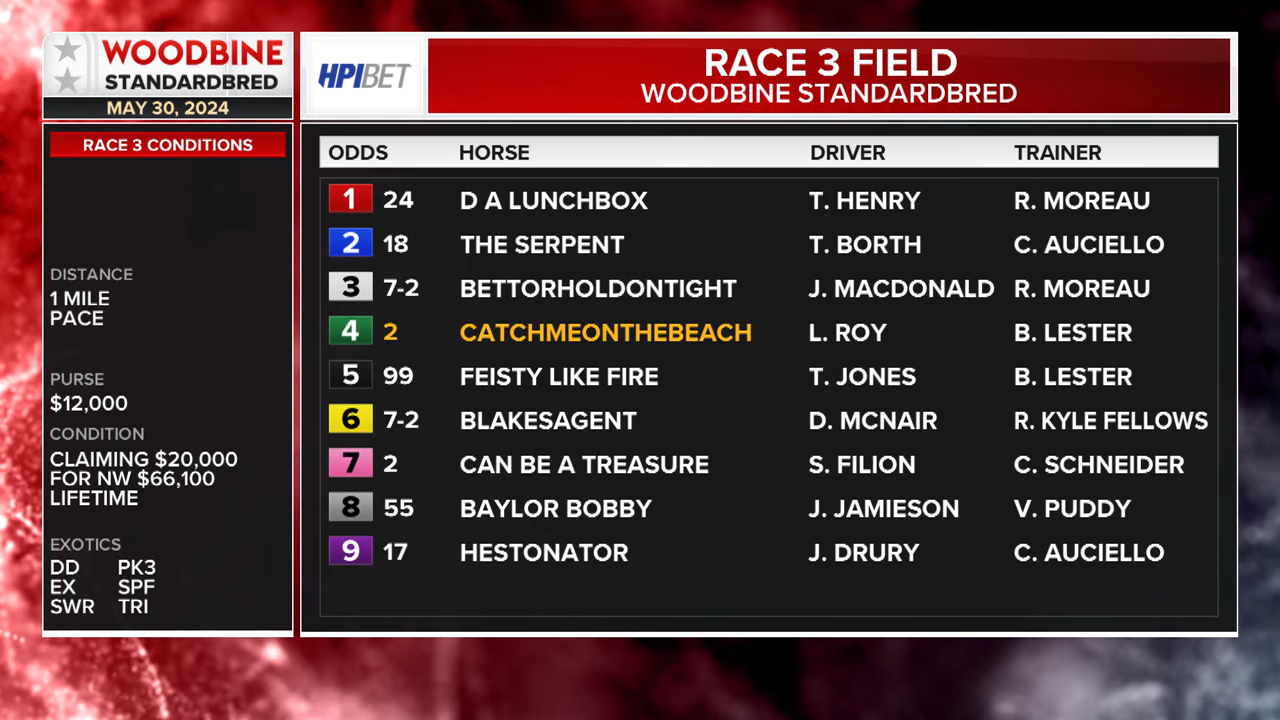 WOODBINE
STANDARDBRED
MAY 30, 2024
RACE 3 CONDITIONS
DISTANCE
1 MILE
PACE
PURSE
$12,000
CONDITION
CLAIMING $20,000
FOR NW $66,100
LIFETIME
EXOTICS
DD PK3
EX SPF
SWR TRI
HPIBET
RACE 3 FIELD
WOODBINE STANDARDBRED
ODDS HORSE DRIVER TRAINER
1 24 D A LUNCHBOX T. HENRY R. MOREAU
2 18 THE SERPENT T. BORTH C. AUCIELLO
3 7-2 BETTORHOLDONTIGHT J. MACDONALD R. MOREAU
4 2 CATCHMEONTHEBEACH L. ROY B. LESTER
5 99 FEISTY LIKE FIRE T. JONES B. LESTER
6 7-2 BLAKESAGENT D. MCNAIR R. KYLE FELLOWS
7 2 CAN BE A TREASURE S. FILION C. SCHNEIDER
8 55 BAYLOR BOBBY J. JAMIESON V. PUDDY
9 17 HESTONATOR J. DRURY C. AUCIELLO